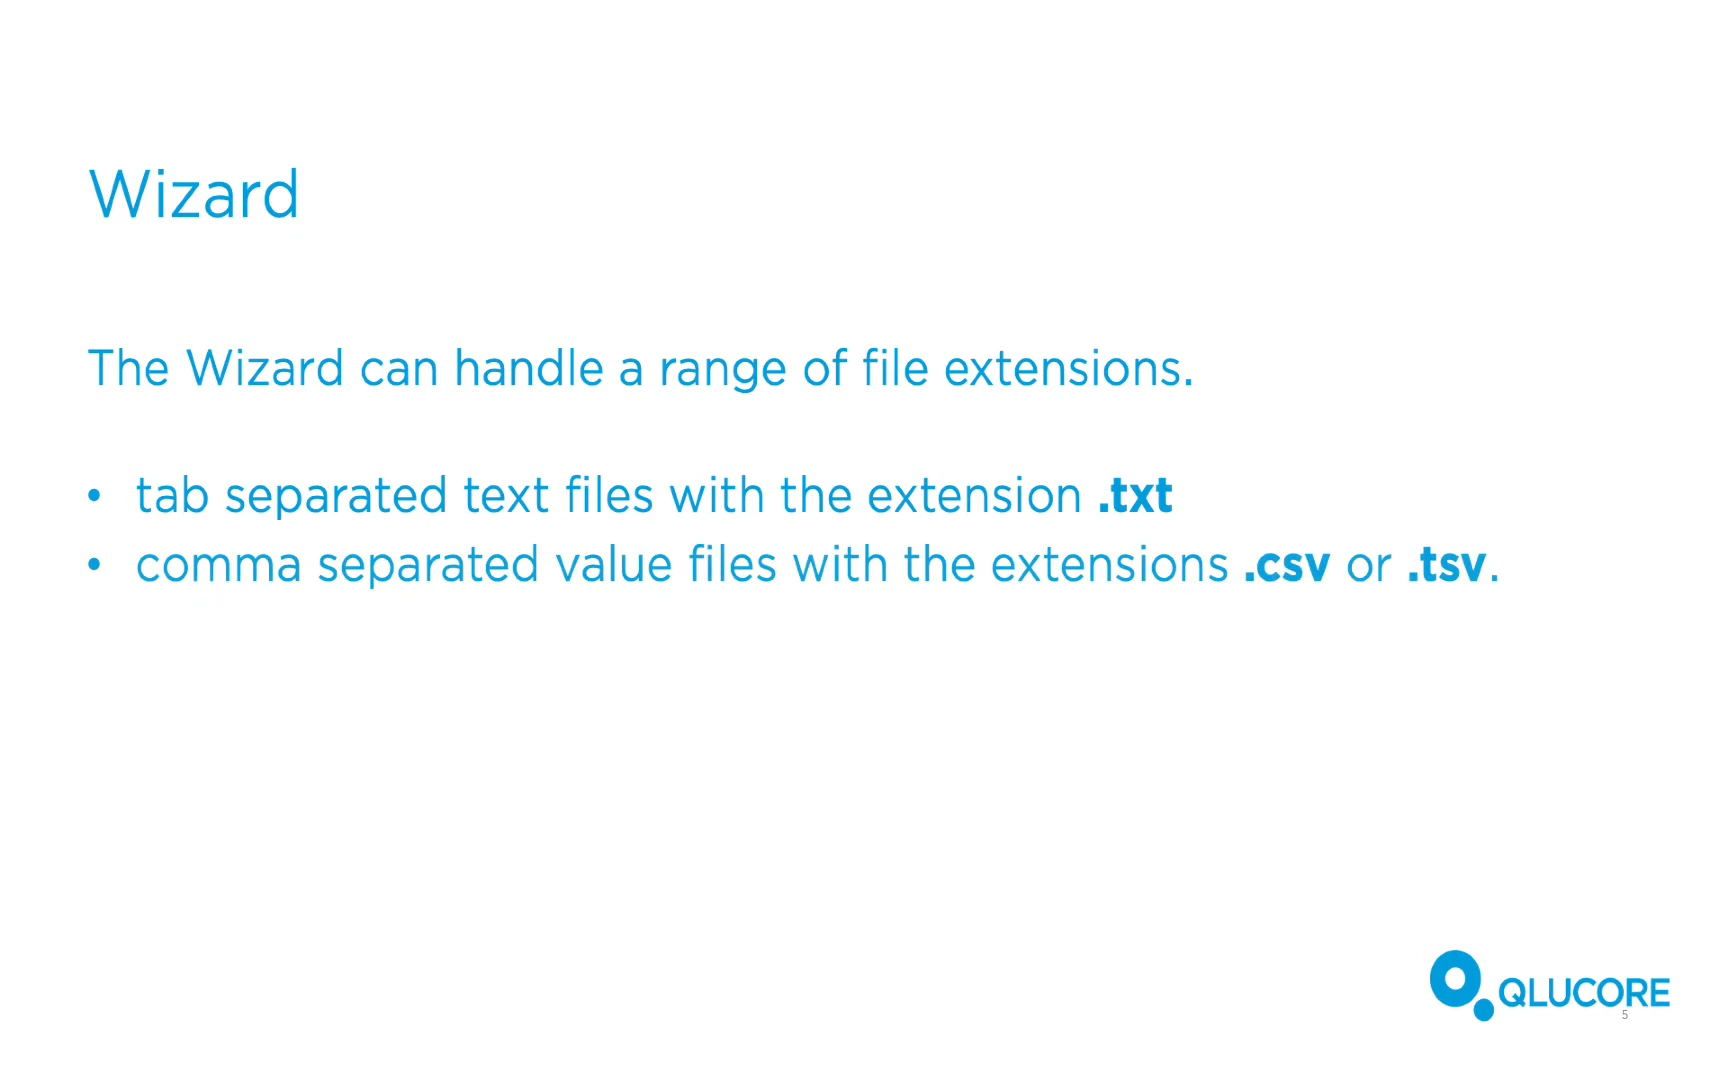 Wizard
The Wizard can handle a range of file extensions.
• tab separated text files with the extension .txt
• comma separated value files with the extensions .csv or .tsv.
QLUCORE
5